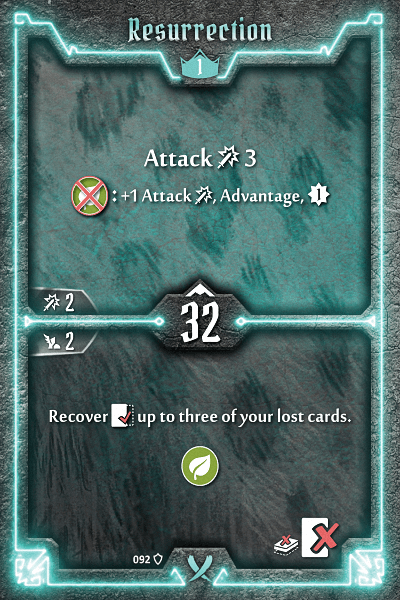 Resurrection
1
Attack 3
: +1 Attack, Advantage, 1
2
32
2
Recover up to three of your lost cards.
092